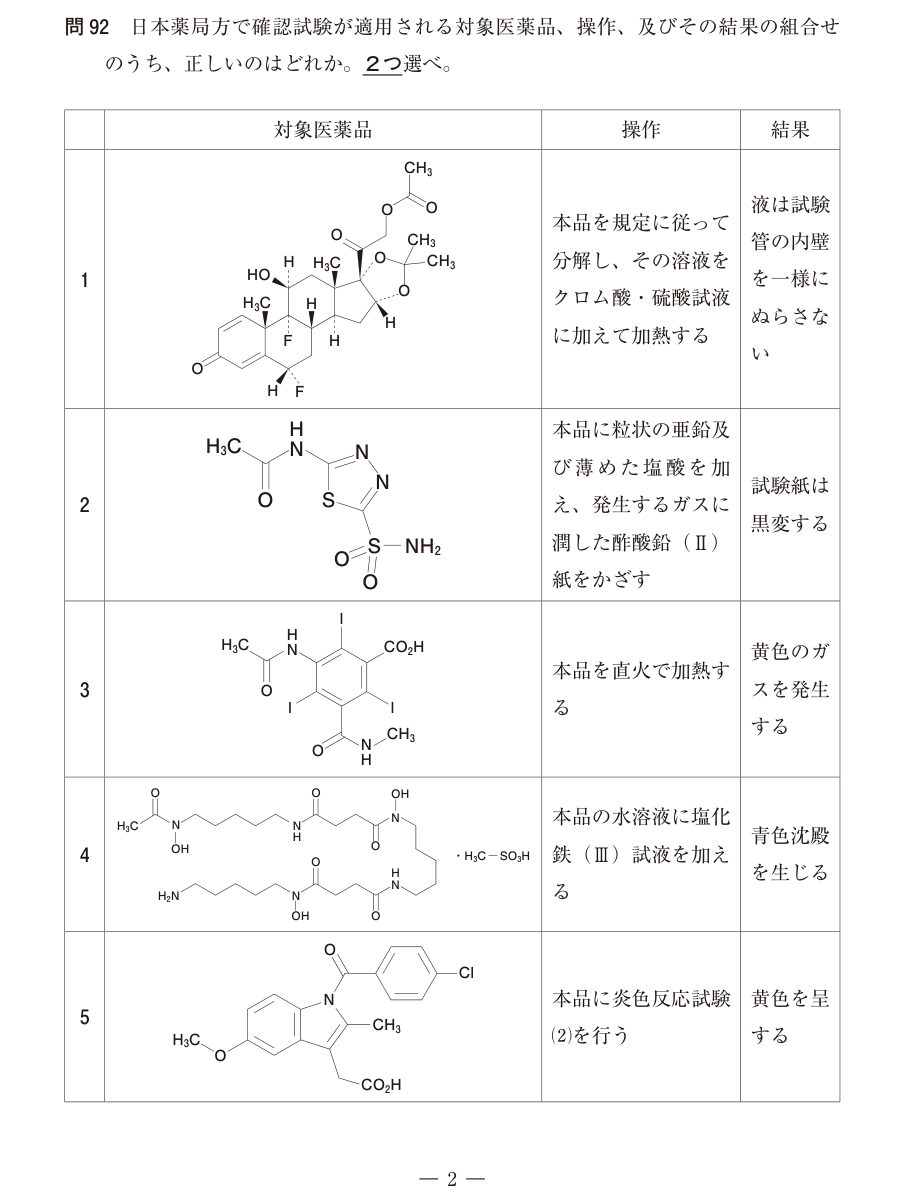 問 92　日本薬局方で確認試験が適用される対象医薬品、操作、及びその結果の組合せ
のうち、正しいのはどれか。２つ選べ。
対象医薬品　操作　結果
1
CH3
O
O
O
CH3
CH3
O
O
H
HO
H3C
H3C
H
H
H
F
O
H
F
本品を規定に従って
分解し、その溶液を
クロム酸・硫酸試液
に加えて加熱する
液は試験
管の内壁
を一様に
ぬらさな
い
2
H3C
H
N
O
N
N
S
S
NH2
O
O
本品に粒状の亜鉛及
び薄めた塩酸を加
え、発生するガスに
潤した酢酸鉛（Ⅱ）
紙をかざす
試験紙は
黒変する
3
I
H3C
H
N
O
CO2H
I
I
O
N
H
CH3
本品を直火で加熱す
る
黄色のガ
スを発生
する
4
O
H3C
N
OH
N
H
O
O
N
OH
・H3C－SO3H
H2N
N
OH
O
O
H
N
本品の水溶液に塩化
鉄（Ⅲ）試液を加え
る
青色沈殿
を生じる
5
O
Cl
N
CH3
H3C
O
CO2H
本品に炎色反応試験
⑵を行う
黄色を呈
する
― 2 ―